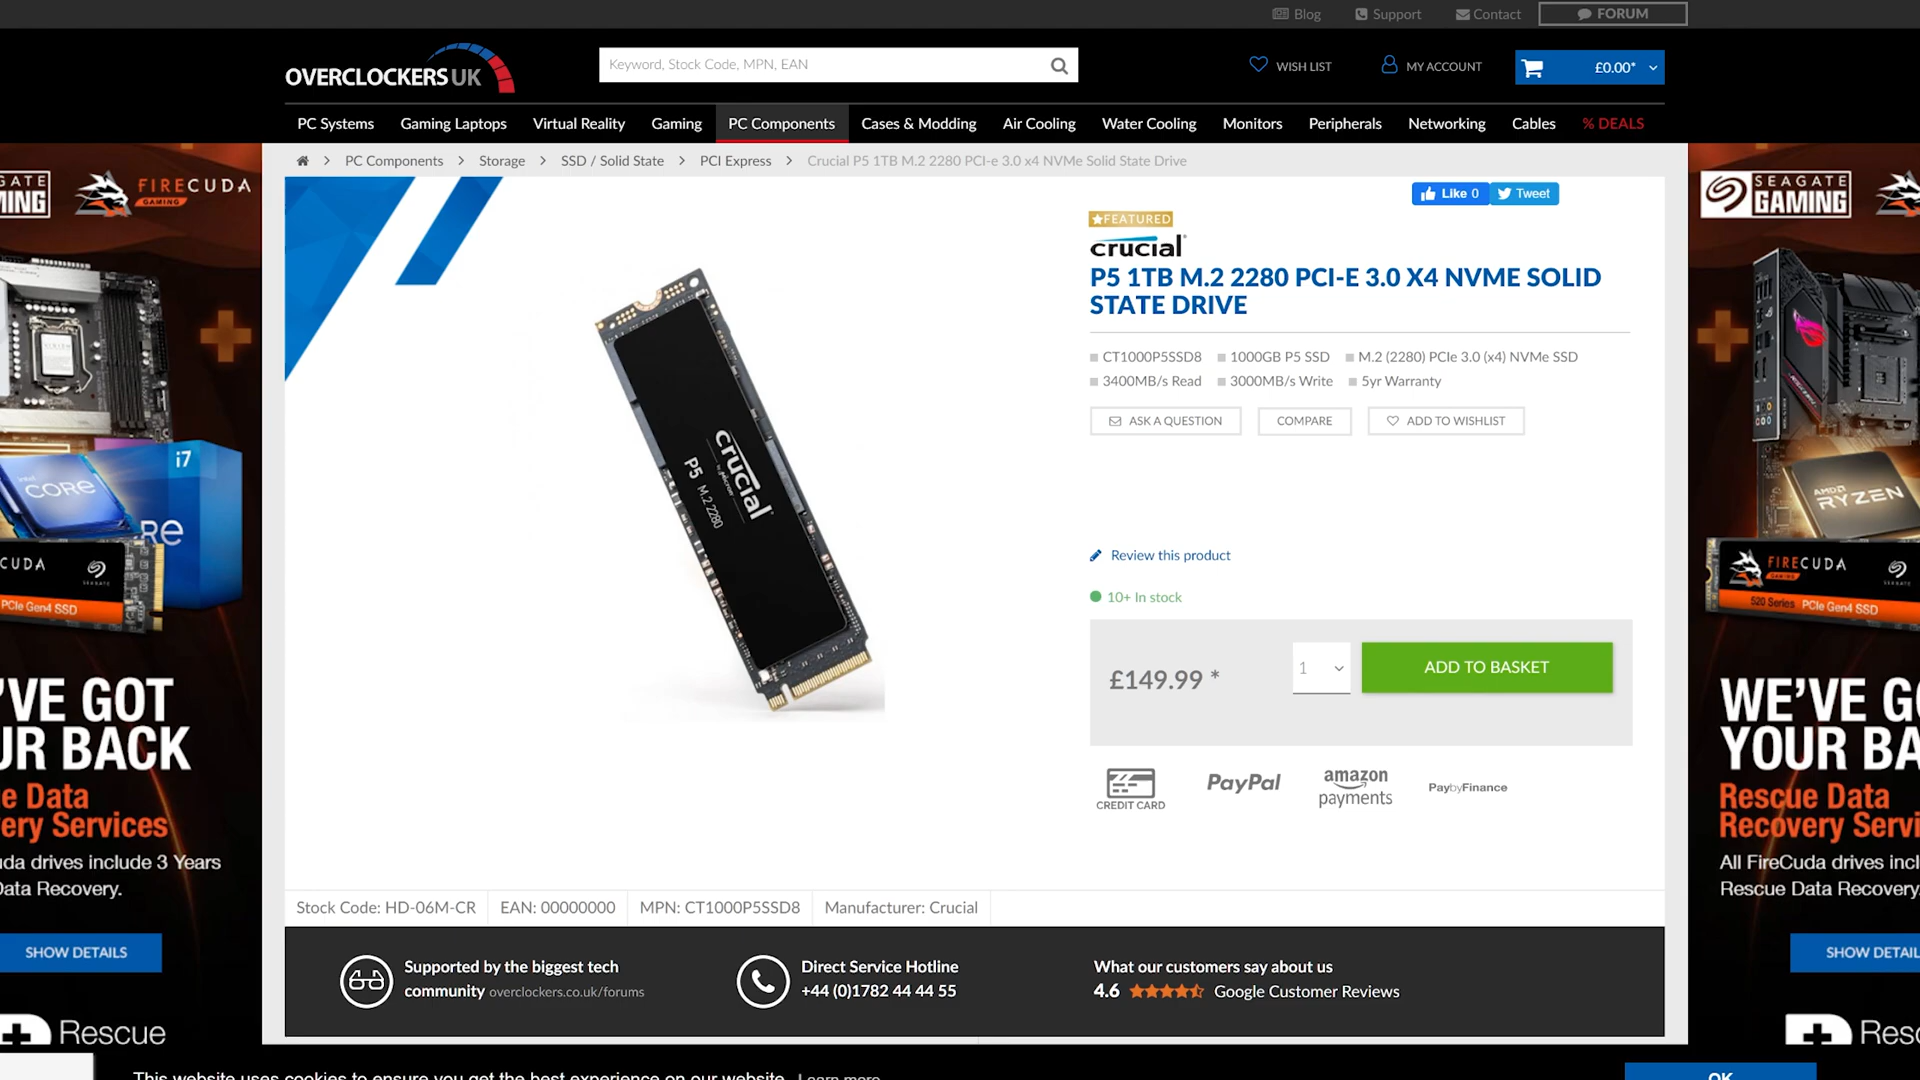 Blog
Support
Contact
FORUM
OVERCLOCKERS UK
Keyword, Stock Code, MPN, EAN
WISH LIST
MY ACCOUNT
£0.00*
PC Systems
Gaming Laptops
Virtual Reality
Gaming
PC Components
Cases & Modding
Air Cooling
Water Cooling
Monitors
Peripherals
Networking
Cables
% DEALS
PC Components > Storage > SSD / Solid State > PCI Express > Crucial P5 1TB M.2 2280 PCI-e 3.0 x4 NVMe Solid State Drive
FIRECUDA
GAMING
SEAGATE
GAMING
Like 0
Tweet
FEATURED
crucial
P5 1TB M.2 2280 PCI-E 3.0 X4 NVME SOLID
STATE DRIVE
CT1000P5SSD8
1000GB P5 SSD
M.2 (2280) PCIe 3.0 (x4) NVMe SSD
3400MB/s Read
3000MB/s Write
5yr Warranty
ASK A QUESTION
COMPARE
ADD TO WISHLIST
crucial
by Micron
P5 M.2 2280
i7
intel
CORE
AMD
RYZEN
CUDA
SEAGATE
PCIe Gen4 SSD
FIRECUDA
GAMING
520 Series PCIe Gen4 SSD
Review this product
10+ In stock
£149.99 *
1
ADD TO BASKET
CREDIT CARD
PayPal
amazon
payments
PaybyFinance
'VE GOT
UR BACK
e Data
ery Services
uda drives include 3 Years
Data Recovery.
SHOW DETAILS
Rescue
WE'VE GO
YOUR BA
Rescue Data
Recovery Servi
All FireCuda drives incl
Rescue Data Recovery
SHOW DETAIL
Resc
Stock Code: HD-06M-CR
EAN: 00000000
MPN: CT1000P5SSD8
Manufacturer: Crucial
Supported by the biggest tech
community overclockers.co.uk/forums
Direct Service Hotline
+44 (0)1782 44 44 55
What our customers say about us
4.6
Google Customer Reviews
This website uses cookies to ensure you get the best experience on our website. Learn more
OK